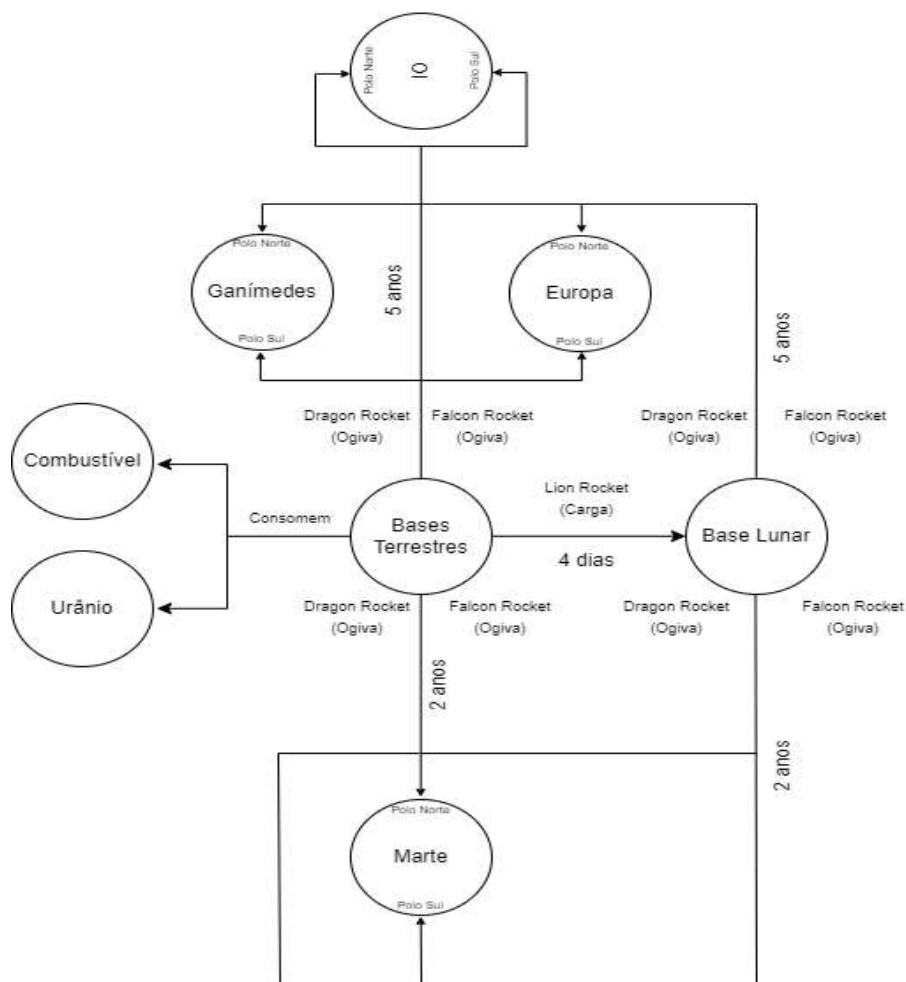 Polo Norte
IO
Polo Sul
Polo Norte
Ganímedes
Polo Sul
5 anos
Polo Norte
Europa
Polo Sul
5 anos
Dragon Rocket
(Ogiva)
Falcon Rocket
(Ogiva)
Dragon Rocket
(Ogiva)
Falcon Rocket
(Ogiva)
Combustível
Consomem
Urânio
Bases
Terrestres
Lion Rocket
(Carga)
4 dias
Base Lunar
Dragon Rocket
(Ogiva)
Falcon Rocket
(Ogiva)
Dragon Rocket
(Ogiva)
Falcon Rocket
(Ogiva)
2 anos
2 anos
Polo Norte
Marte
Polo Sul